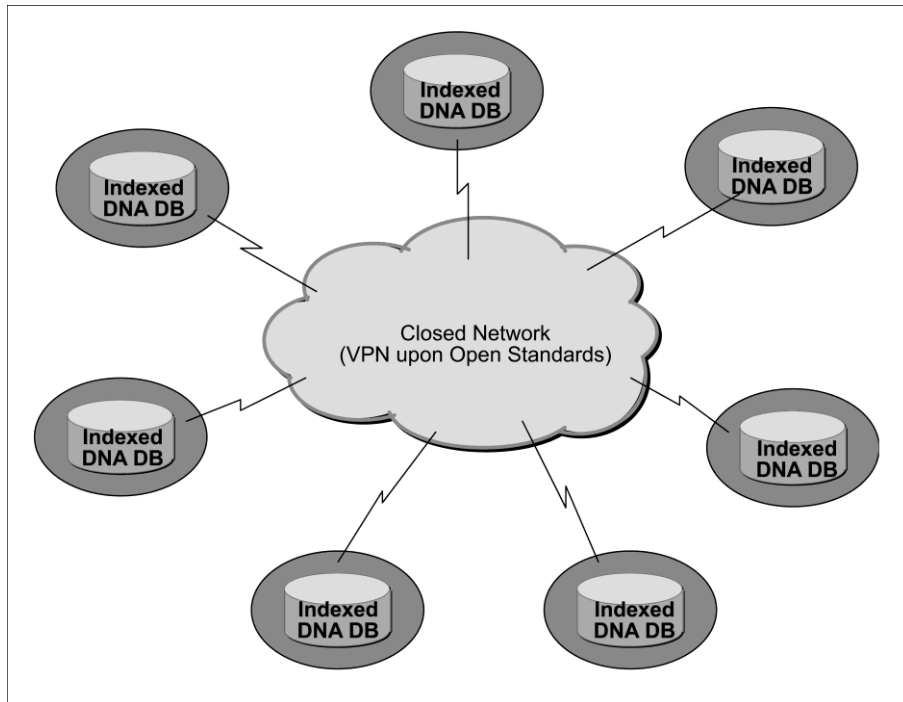 Indexed
DNA DB
Indexed
DNA DB
Indexed
DNA DB
Closed Network
(VPN upon Open Standards)
Indexed
DNA DB
Indexed
DNA DB
Indexed
DNA DB
Indexed
DNA DB